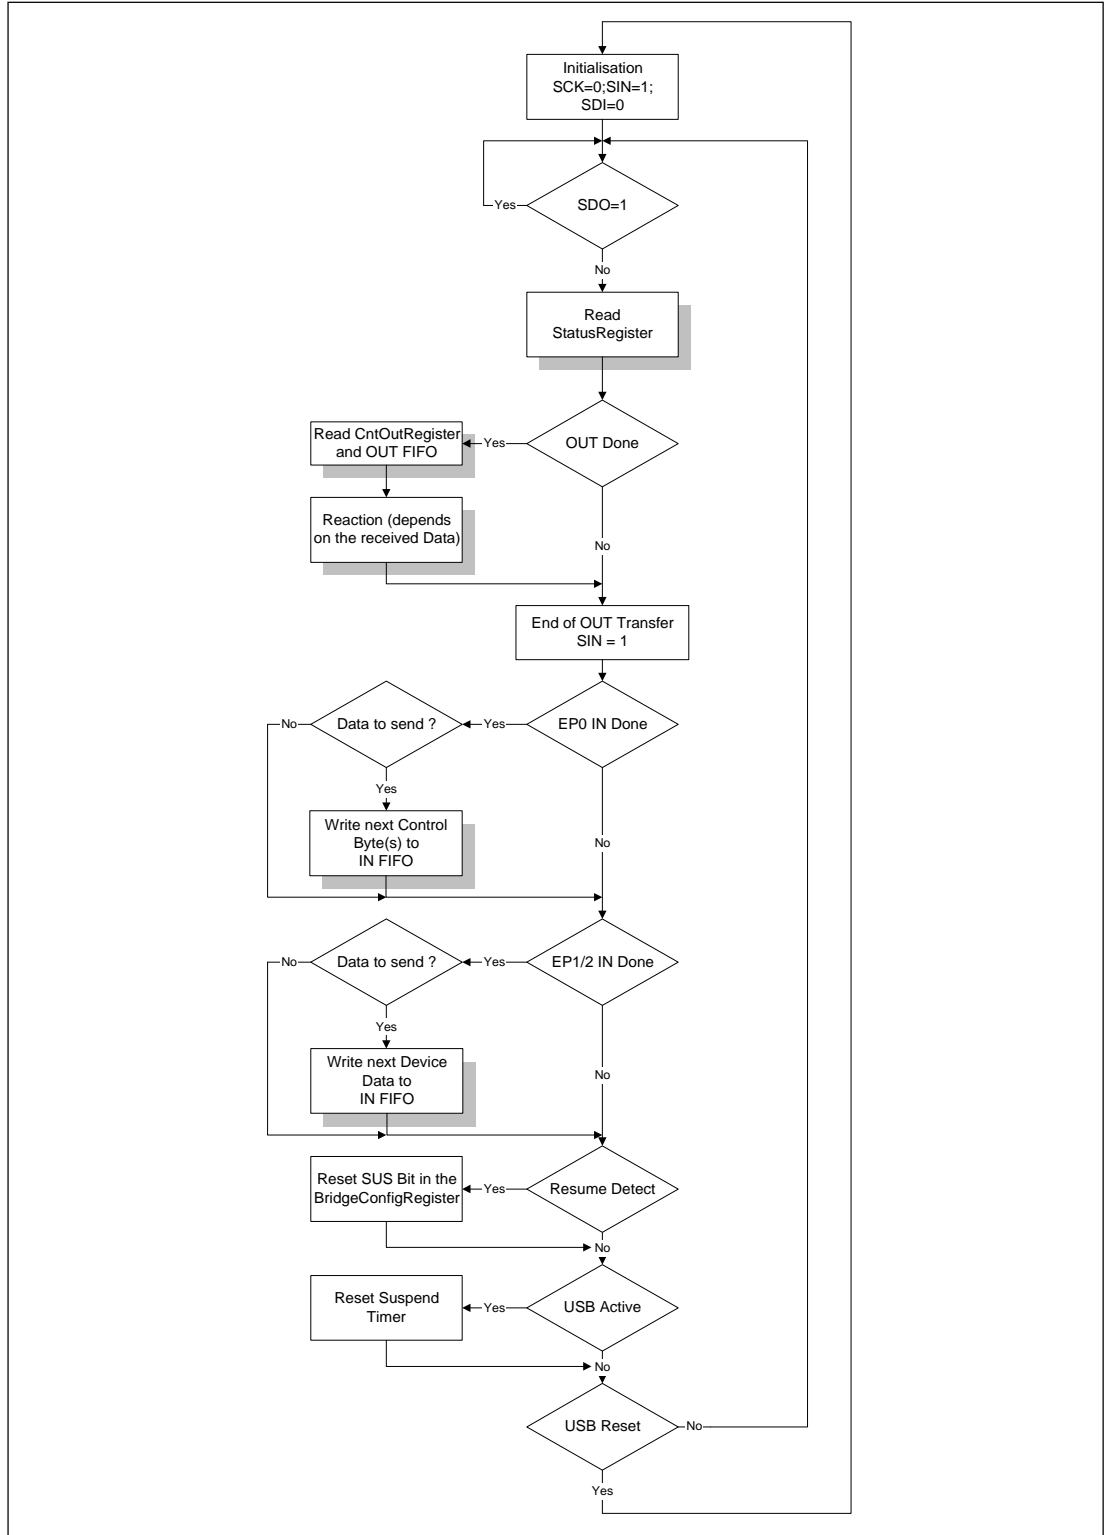 Initialisation
SCK=0;SIN=1;
SDI=0
Yes
SDO=1
No
Read
StatusRegister
Read CntOutRegister
and OUT FIFO
Yes
OUT Done
Reaction (depends
on the received Data)
No
End of OUT Transfer
SIN = 1
No
Data to send ?
Yes
EP0 IN Done
Yes
Write next Control
Byte(s) to
IN FIFO
No
No
Data to send ?
Yes
EP1/2 IN Done
Yes
Write next Device
Data to
IN FIFO
No
Reset SUS Bit in the
BridgeConfigRegister
Yes
Resume Detect
No
Reset Suspend
Timer
Yes
USB Active
No
USB Reset
No
Yes